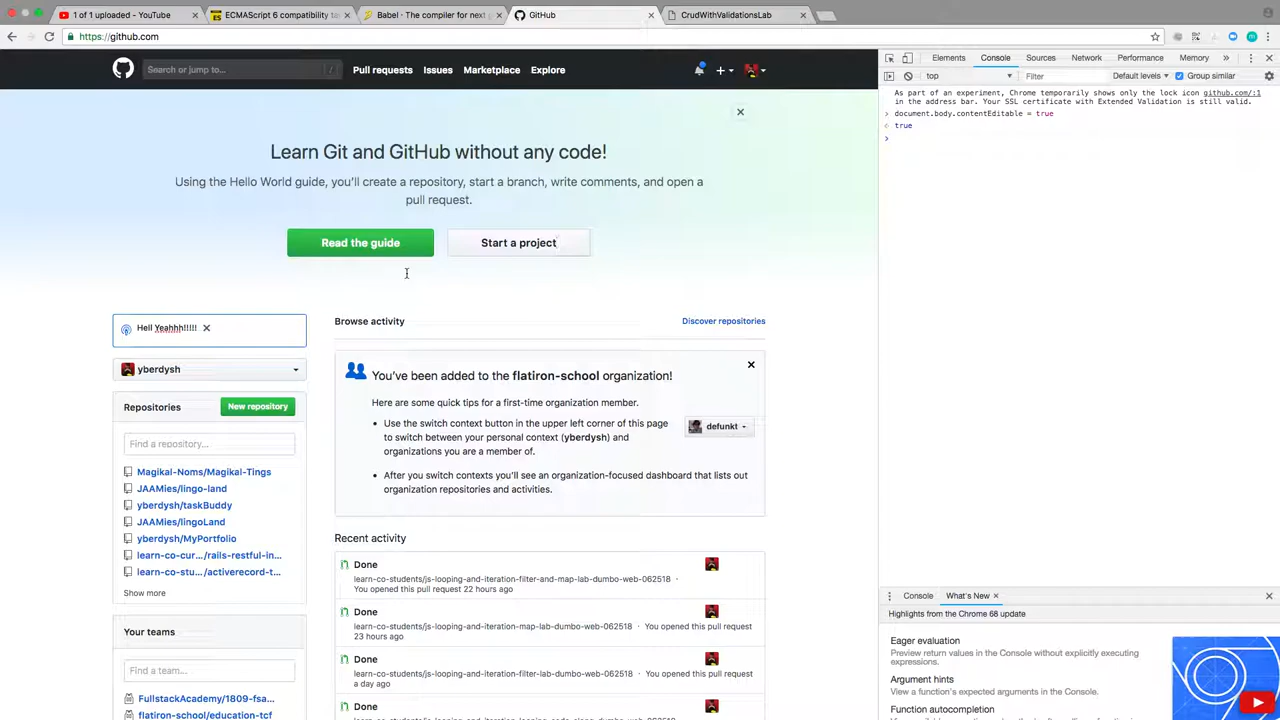 1 of 1 uploaded - YouTube
ECMAScript 6 compatibility ta
Babel · The compiler for next g
GitHub
CrudWithValidationsLab
https://github.com
Search or jump to...
/
Pull requests
Issues
Marketplace
Explore
Learn Git and GitHub without any code!
Using the Hello World guide, you'll create a repository, start a branch, write comments, and open a
pull request.
Read the guide
Start a project
Hell Yeahhh!!!!!
yberdysh
Repositories
New repository
Find a repository...
Magikal-Noms/Magikal-Tings
JAAMies/lingo-land
yberdysh/taskBuddy
JAAMies/lingoLand
yberdysh/MyPortfolio
learn-co-cur.../rails-restful-in...
learn-co-stu.../activerecord-t...
Show more
Your teams
Find a team...
FullstackAcademy/1809-fsa...
flatiron-school/education-tcf
Browse activity
Discover repositories
You've been added to the flatiron-school organization!
Here are some quick tips for a first-time organization member.
• Use the switch context button in the upper left corner of this page
to switch between your personal context (yberdysh) and
organizations you are a member of.
defunkt
• After you switch contexts you'll see an organization-focused dashboard that lists out
organization repositories and activities.
Recent activity
Done
learn-co-students/js-looping-and-iteration-filter-and-map-lab-dumbo-web-062518 ·
You opened this pull request 22 hours ago
Done
learn-co-students/js-looping-and-iteration-map-lab-dumbo-web-062518 · You opened this pull request
23 hours ago
Done
learn-co-students/js-looping-and-iteration-filter-lab-dumbo-web-062518 · You opened this pull request
a day ago
Done
Elements
Console
Sources
Network
Performance
Memory
»
top
Filter
Default levels
Group similar
As part of an experiment, Chrome temporarily shows only the lock icon github.com/:1
in the address bar. Your SSL certificate with Extended Validation is still valid.
> document.body.contentEditable = true
true
>
Console
What's New
Highlights from the Chrome 68 update
Eager evaluation
Preview return values in the Console without explicitly executing
expressions.
Argument hints
View a function's expected arguments in the Console.
Function autocompletion